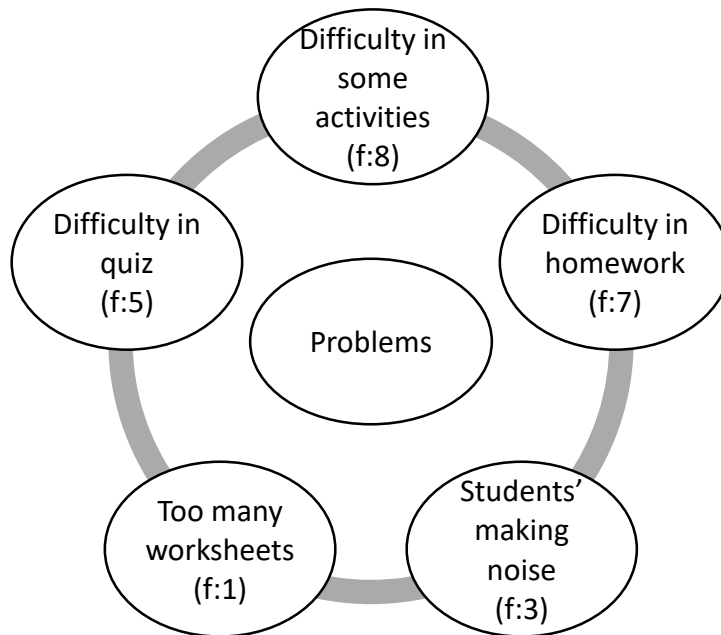 Difficulty in
some
activities
(f:8)
Difficulty in
homework
(f:7)
Students’
making
noise
(f:3)
Too many
worksheets
(f:1)
Difficulty in
quiz
(f:5)
Problems